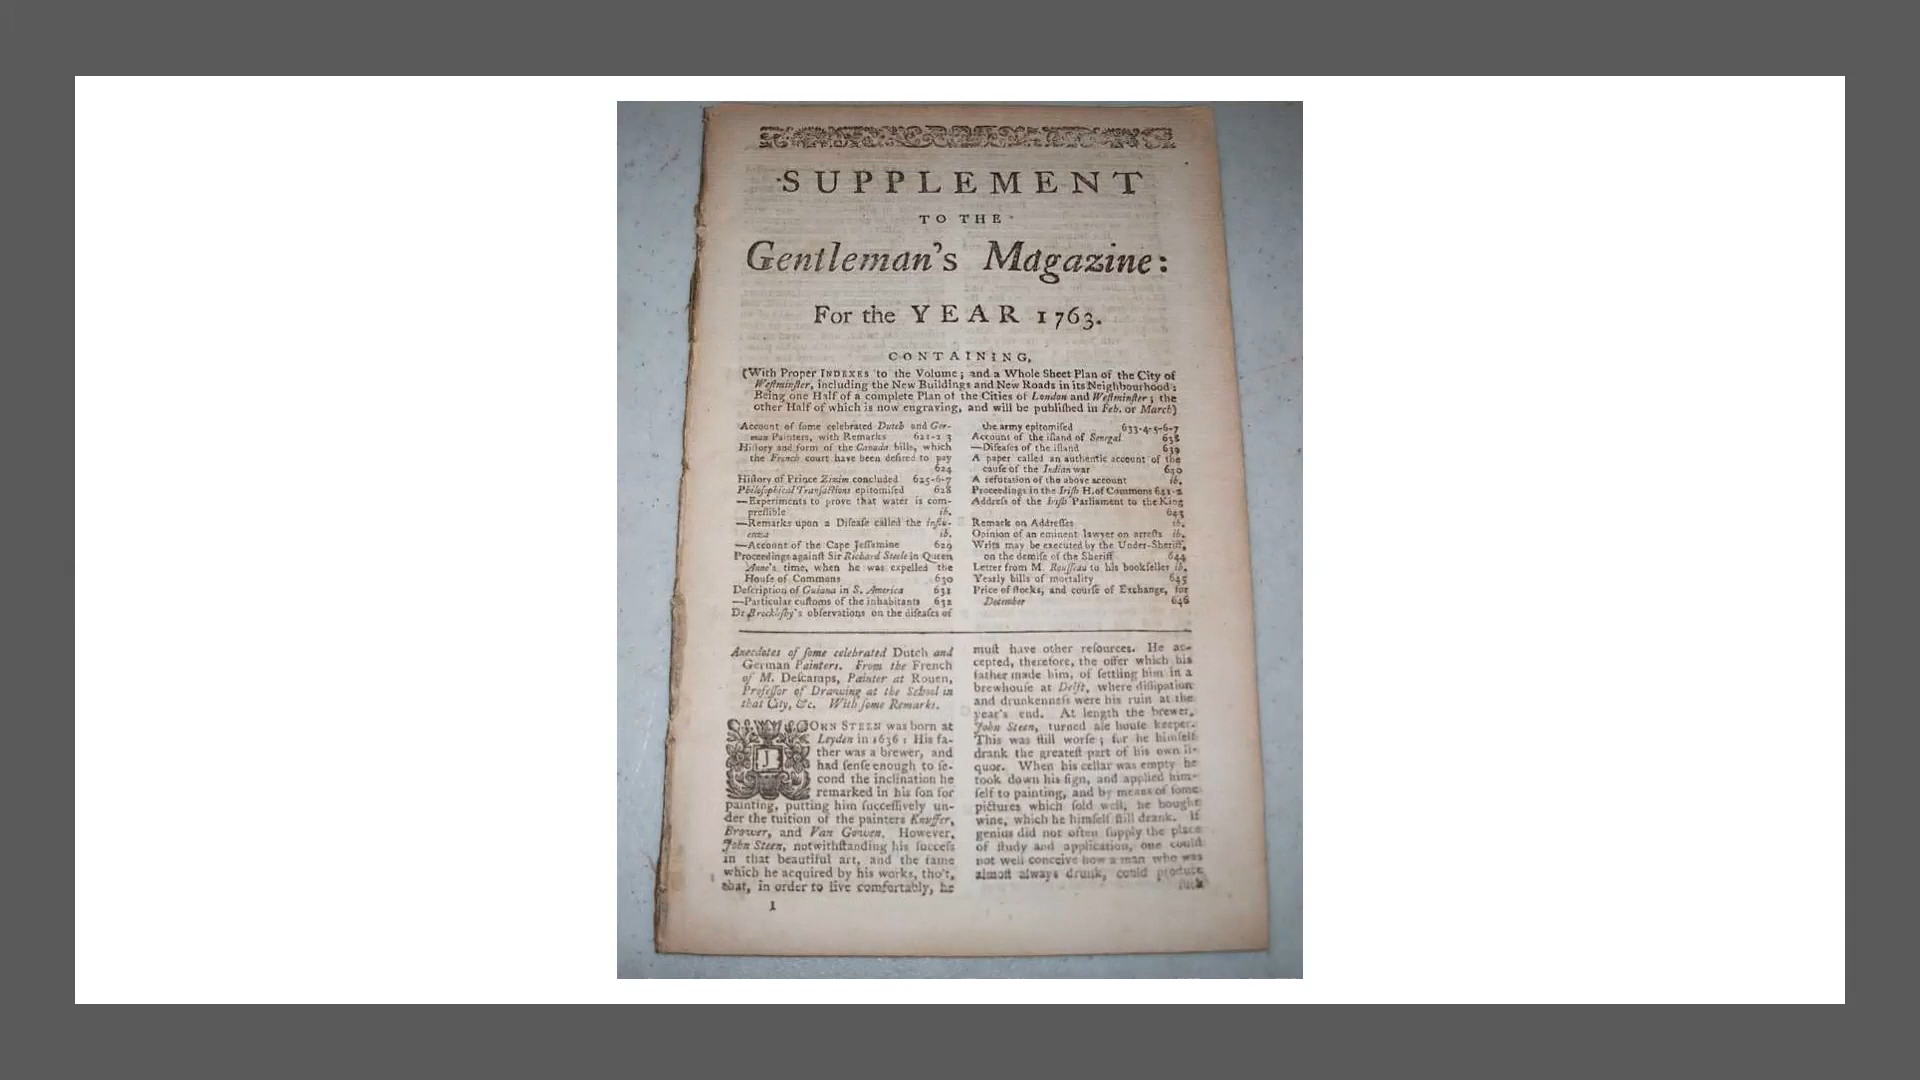 SUPPLEMENT
TO THE
Gentleman's Magazine:
For the YEAR 1763.
CONTAINING,
(With Proper INDEXES to the Volume; and a Whole Sheet Plan of the City of
Weſtminſter, including the New Buildings and New Roads in its Neighbourhood:
Being one Half of a complete Plan of the Cities of London and Weſtminſter; the
other Half of which is now engraving, and will be publiſhed in Feb. or March)
Account of ſome celebrated Dutch and Ger-
man Painters, with Remarks 621-2 3
Hiſtory and form of the Canada bills, which
the French court have been deſired to pay
624
Hiſtory of Prince Zinzim concluded 625-6-7
Philoſophical Tranſactions epitomiſed 628
—Experiments to prove that water is com-
preſſible ib.
—Remarks upon a Diſeaſe called the Influ-
enza ib.
—Account of the Cape Jeſſamine 629
Proceedings againſt Sir Richard Steele in Queen
Anne's time, when he was expelled the
Houſe of Commons 630
Deſcription of Guiana in S. America 631
—Particular cuſtoms of the inhabitants 632
Dr Brockleſby's obſervations on the diſeaſes of
the army epitomiſed 633-4-5-6-7
Account of the iſland of Senegal 638
—Diſeaſes of the iſland 639
A paper called an authentic account of the
cauſe of the Indian war 640
A refutation of the above account ib.
Proceedings in the Iriſh H. of Commons 641-2
Addreſs of the Iriſh Parliament to the King
643
Remark on Addreſſes ib.
Opinion of an eminent lawyer on arreſts ib.
Writs may be executed by the Under-Sheriff,
on the demiſe of the Sheriff 644
Letter from M. Rouſſeau to his bookſeller ib.
Yearly bills of mortality 645
Price of ſtocks, and courſe of Exchange, for
December 646
Anecdotes of ſome celebrated Dutch and
German Painters. From the French
of M. Deſcamps, Painter at Rouen,
Profeſſor of Drawing at the School in
that City, &c. With ſome Remarks.
JOHN STEEN was born at
Leyden in 1636: His fa-
ther was a brewer, and
had ſenſe enough to ſe-
cond the inclination he
remarked in his ſon for
painting, putting him ſucceſſively un-
der the tuition of the painters Knuffer,
Brower, and Van Gowen. However,
John Steen, notwithſtanding his ſucceſs
in that beautiful art, and the fame
which he acquired by his works, tho't,
that, in order to live comfortably, he
1
muſt have other reſources. He ac-
cepted, therefore, the offer which his
father made him, of ſettling him in a
brewhouſe at Delft, where diſſipation
and drunkenneſs were his ruin at the
year's end. At length the brewer,
John Steen, turned ale houſe keeper.
This was ſtill worſe; for he himſelf
drank the greateſt part of his own li-
quor. When his cellar was empty he
took down his ſign, and applied him-
ſelf to painting, and by means of ſome
pictures which ſold well, he bought
wine, which he himſelf ſtill drank. If
genius did not often ſupply the place
of ſtudy and application, one could
not well conceive how a man who was
almoſt always drunk, could produce
ſuch